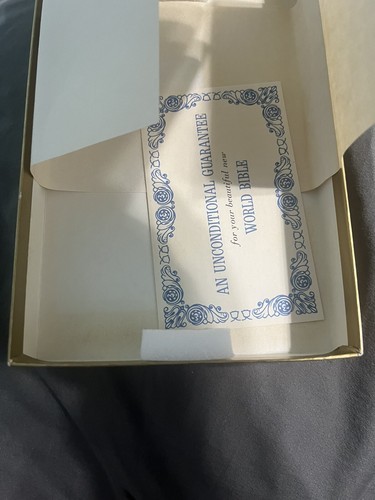 AN UNCONDITIONAL GUARANTEE
for your beautiful new
WORLD BIBLE